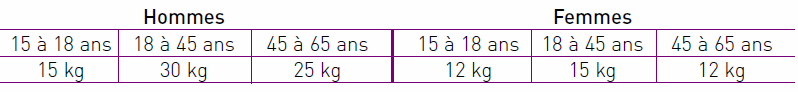 Hommes Femmes
15 à 18 ans 18 à 45 ans 45 à 65 ans 15 à 18 ans 18 à 45 ans 45 à 65 ans
15 kg 30 kg 25 kg 12 kg 15 kg 12 kg